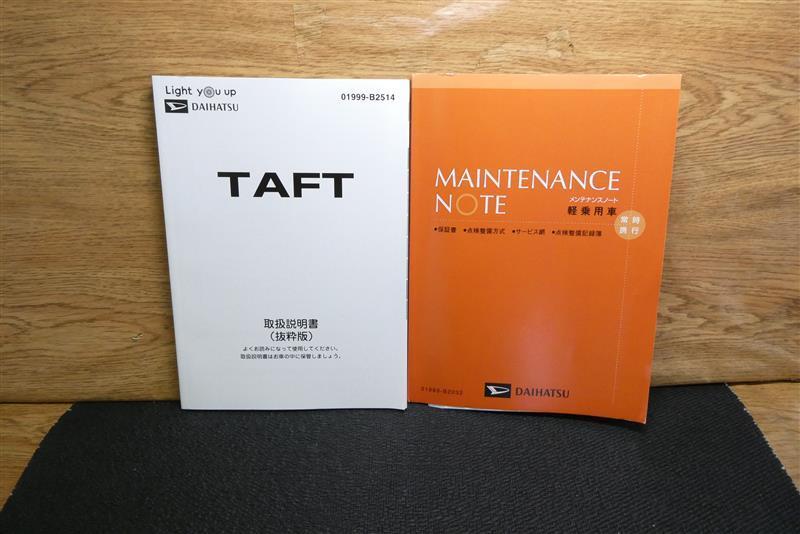 Light you up
DAIHATSU
01999-B2514
TAFT
取扱説明書
（抜粋版）
よくお読みになって使用してください。
取扱説明書はお車の中に保管しましょう。
MAINTENANCE
NOTE
メンテナンスノート
軽乗用車
常時
携行
•保証書 •点検整備方式 •サービス網 •点検整備記録簿
01999-B2032
DAIHATSU